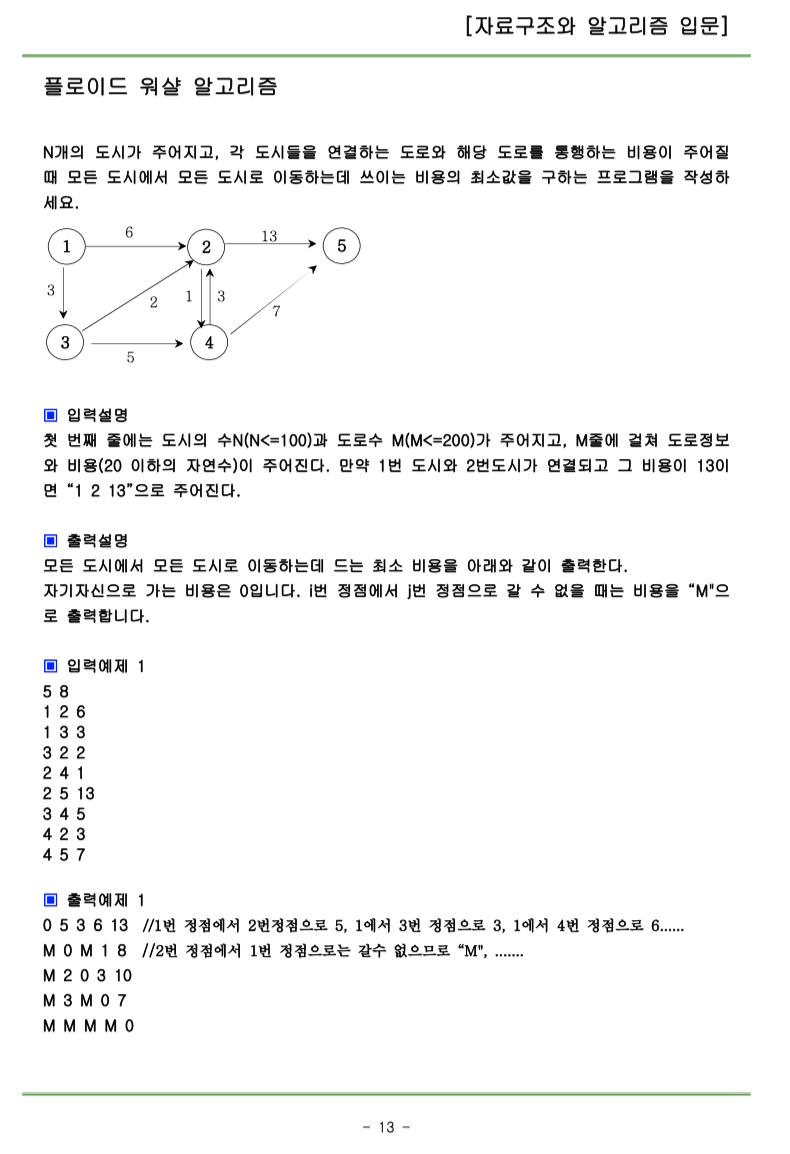 [자료구조와 알고리즘 입문]
플로이드 워샬 알고리즘
N개의 도시가 주어지고, 각 도시들을 연결하는 도로와 해당 도로를 통행하는 비용이 주어질
때 모든 도시에서 모든 도시로 이동하는데 쓰이는 비용의 최소값을 구하는 프로그램을 작성하
세요.
6
13
1
2
5
3
2
1
3
7
3
4
5
▣ 입력설명
첫 번째 줄에는 도시의 수N(N<=100)과 도로수 M(M<=200)가 주어지고, M줄에 걸쳐 도로정보
와 비용(20 이하의 자연수)이 주어진다. 만약 1번 도시와 2번도시가 연결되고 그 비용이 13이
면 “1 2 13”으로 주어진다.
▣ 출력설명
모든 도시에서 모든 도시로 이동하는데 드는 최소 비용을 아래와 같이 출력한다.
자기자신으로 가는 비용은 0입니다. i번 정점에서 j번 정점으로 갈 수 없을 때는 비용을 “M"으
로 출력합니다.
▣ 입력예제 1
5 8
1 2 6
1 3 3
3 2 2
2 4 1
2 5 13
3 4 5
4 2 3
4 5 7
▣ 출력예제 1
0 5 3 6 13 //1번 정점에서 2번정점으로 5, 1에서 3번 정점으로 3, 1에서 4번 정점으로 6......
M 0 M 1 8 //2번 정점에서 1번 정점으로는 갈수 없으므로 “M", .......
M 2 0 3 10
M 3 M 0 7
M M M M 0
- 13 -